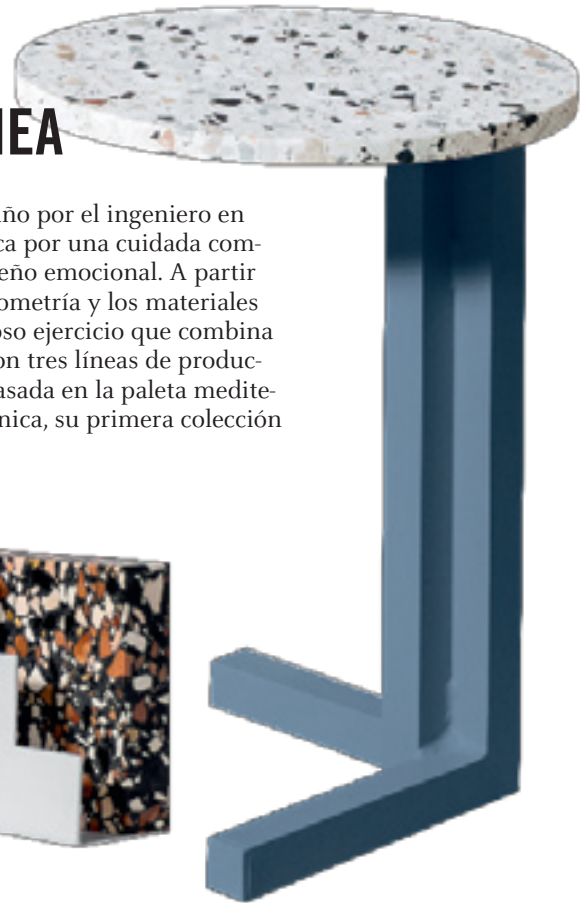 NEA
ño por el ingeniero en
ca por una cuidada com-
eño emocional. A partir
ometría y los materiales
oso ejercicio que combina
on tres líneas de produc-
asada en la paleta medite-
nica, su primera colección